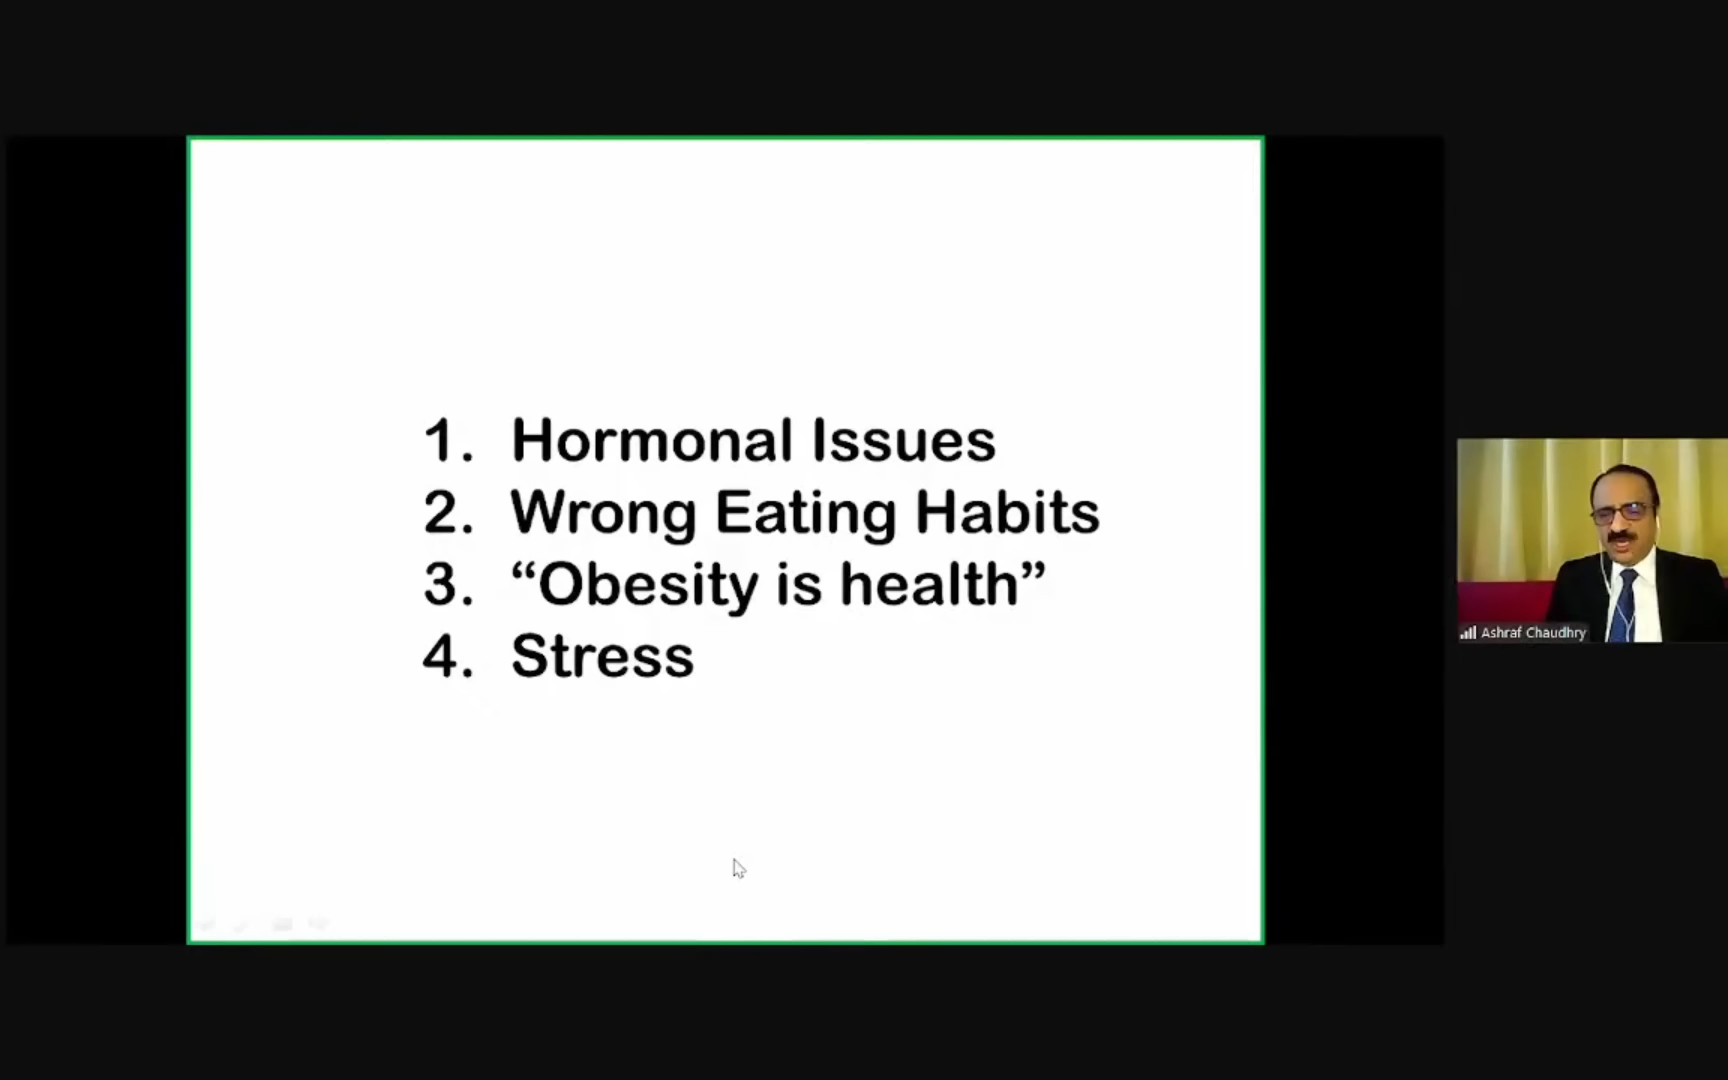 1. Hormonal Issues
2. Wrong Eating Habits
3. “Obesity is health”
4. Stress
Ashraf Chaudhry